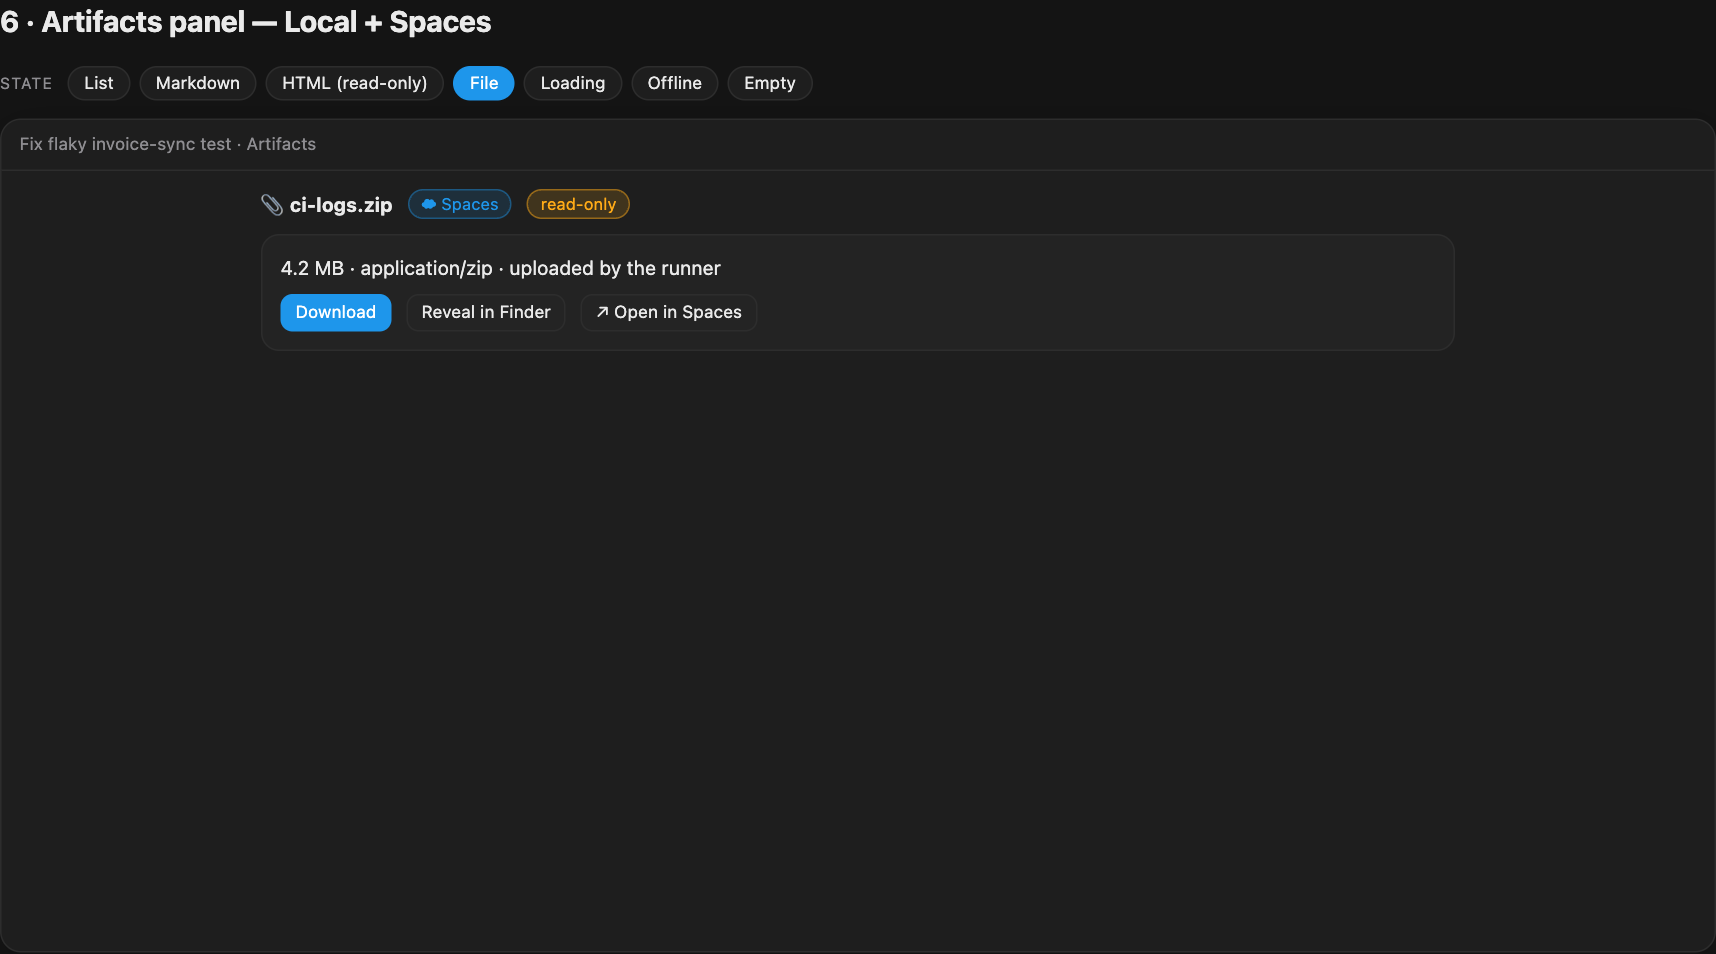 6 · Artifacts panel — Local + Spaces
STATE List Markdown HTML (read-only) File Loading Offline Empty
Fix flaky invoice-sync test · Artifacts
ci-logs.zip Spaces read-only
4.2 MB · application/zip · uploaded by the runner
Download Reveal in Finder ↗ Open in Spaces